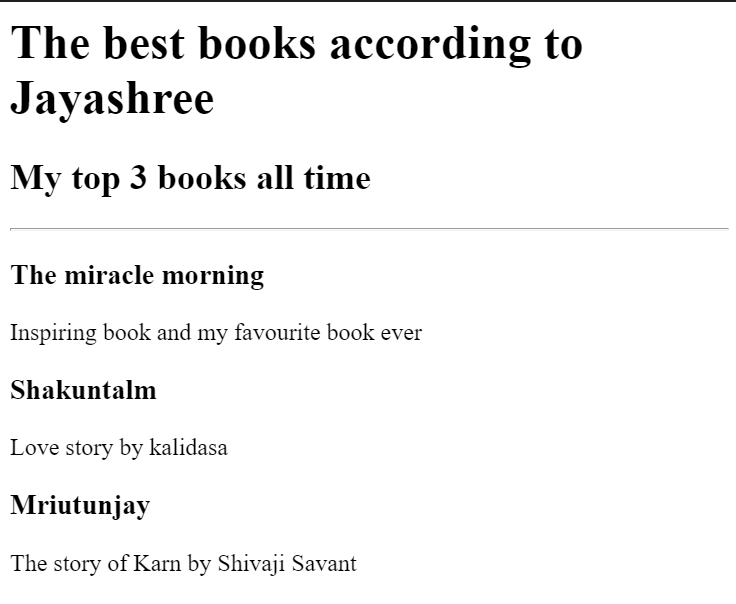 The best books according to
Jayashree
My top 3 books all time
The miracle morning
Inspiring book and my favourite book ever
Shakuntalm
Love story by kalidasa
Mriutunjay
The story of Karn by Shivaji Savant